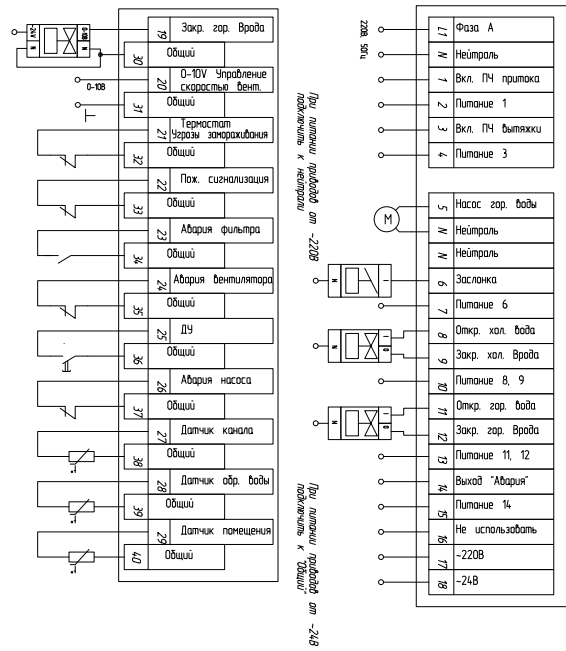 ~24V
0-10В
N
N
19 Закр. гор. Врода
30 Общий
20 0-10V Управление
скоростью вент.
0-10В
31 Общий
21 Термостат
Угрозы замораживания
32 Общий
22 Пож. сигнализация
33 Общий
23 Авария фильтра
34 Общий
24 Авария вентилятора
35 Общий
25 ДУ
36 Общий
26 Авария насоса
37 Общий
27 Датчик канала
38 Общий
28 Датчик обр. воды
39 Общий
29 Датчик помещения
40 Общий
При питании приводов от ~220В
подключить к нейтрали
При питании приводов от ~24В
подключить к "Общий"
220В 50Гц
L1 Фаза А
N Нейтраль
1 Вкл. ПЧ притока
2 Питание 1
3 Вкл. ПЧ вытяжки
4 Питание 3
M
5 Насос гор. воды
N Нейтраль
N Нейтраль
N I
6 Заслонка
7 Питание 6
N I 0
8 Откр. хол. вода
9 Закр. хол. Врода
10 Питание 8, 9
N I 0
11 Откр. гор. вода
12 Закр. гор. Врода
13 Питание 11, 12
14 Выход "Авария"
15 Питание 14
16 Не использовать
17 ~220В
18 ~24В